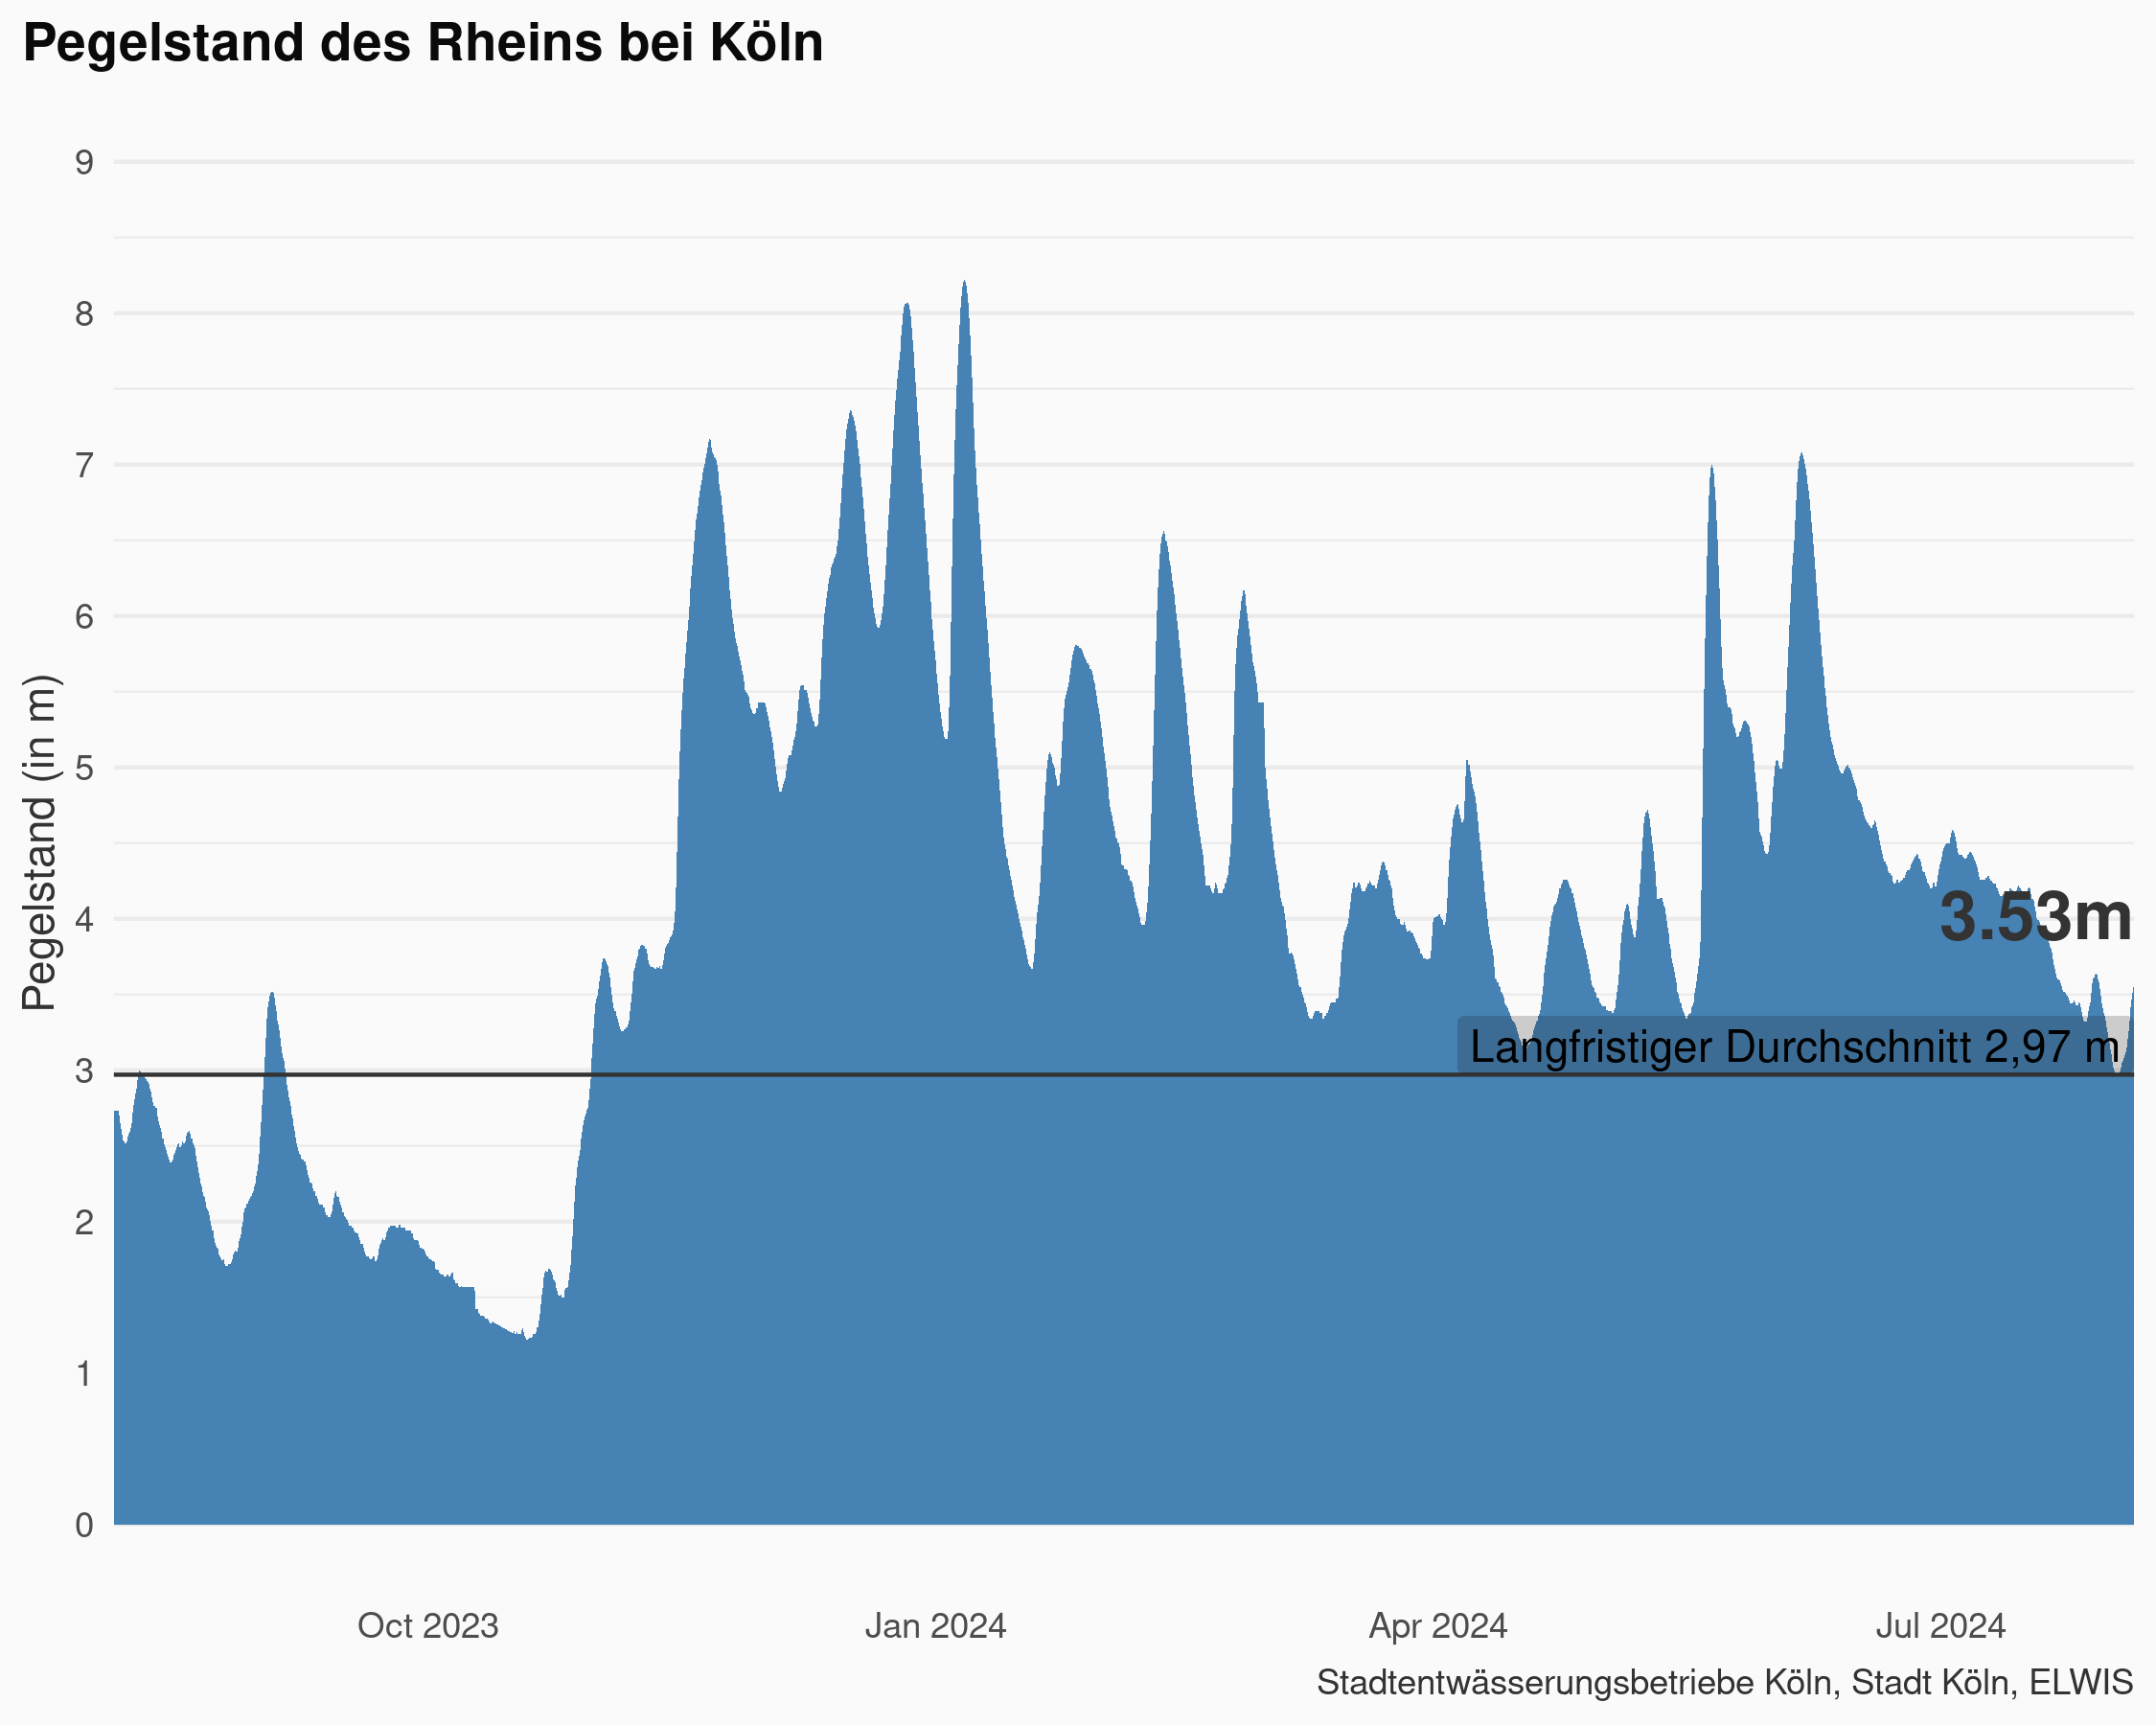 Pegelstand des Rheins bei Köln
Pegelstand (in m)
9
8
7
6
5
4
3
2
1
0
3.53m
Langfristiger Durchschnitt 2,97 m
Oct 2023
Jan 2024
Apr 2024
Jul 2024
Stadtentwässerungsbetriebe Köln, Stadt Köln, ELWIS